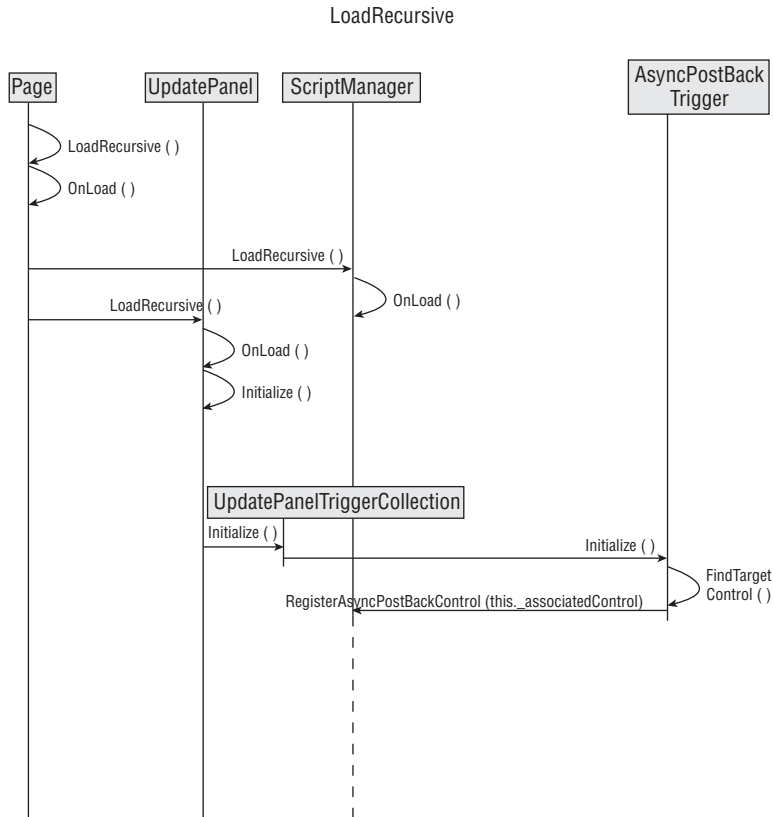 LoadRecursive
Page
UpdatePanel
ScriptManager
AsyncPostBack
Trigger
LoadRecursive ( )
OnLoad ( )
LoadRecursive ( )
OnLoad ( )
LoadRecursive ( )
OnLoad ( )
Initialize ( )
UpdatePanelTriggerCollection
Initialize ( )
Initialize ( )
FindTarget
Control ( )
RegisterAsyncPostBackControl (this._associatedControl)